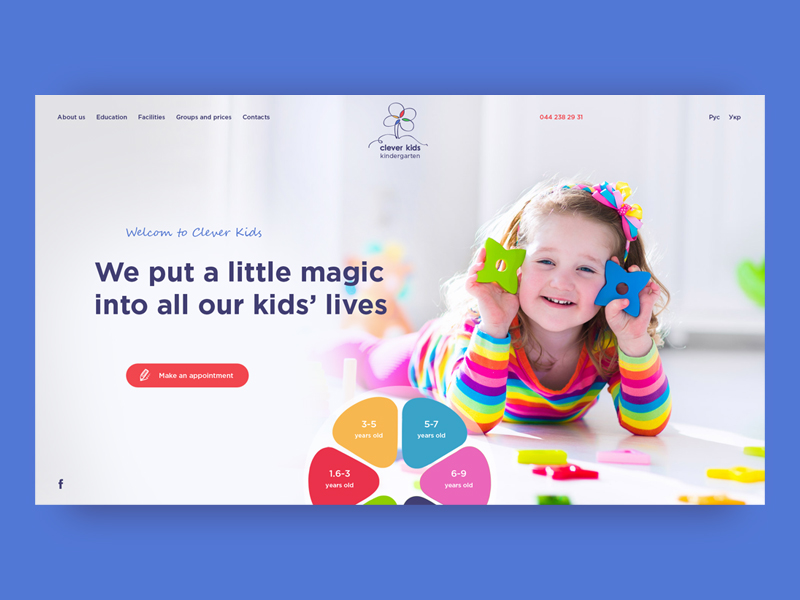 About us Education Facilities Groups and prices Contacts
clever kids
kindergarten
044 238 29 31
Рус Укр
Welcom to Clever Kids
We put a little magic
into all our kids’ lives
Make an appointment
3-5
years old
5-7
years old
1.6-3
years old
6-9
years old
f